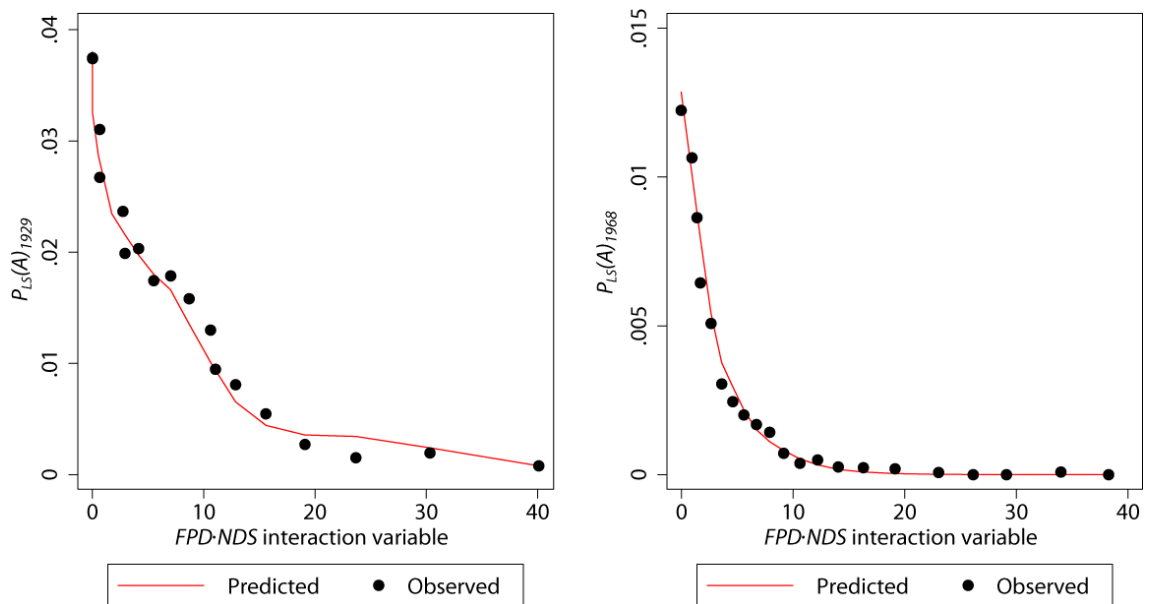 .04
.03
.02
.01
0
P_LS(A)_1929
0 10 20 30 40
FPD·NDS interaction variable
Predicted Observed
.015
.01
.005
0
P_LS(A)_1968
0 10 20 30 40
FPD·NDS interaction variable
Predicted Observed